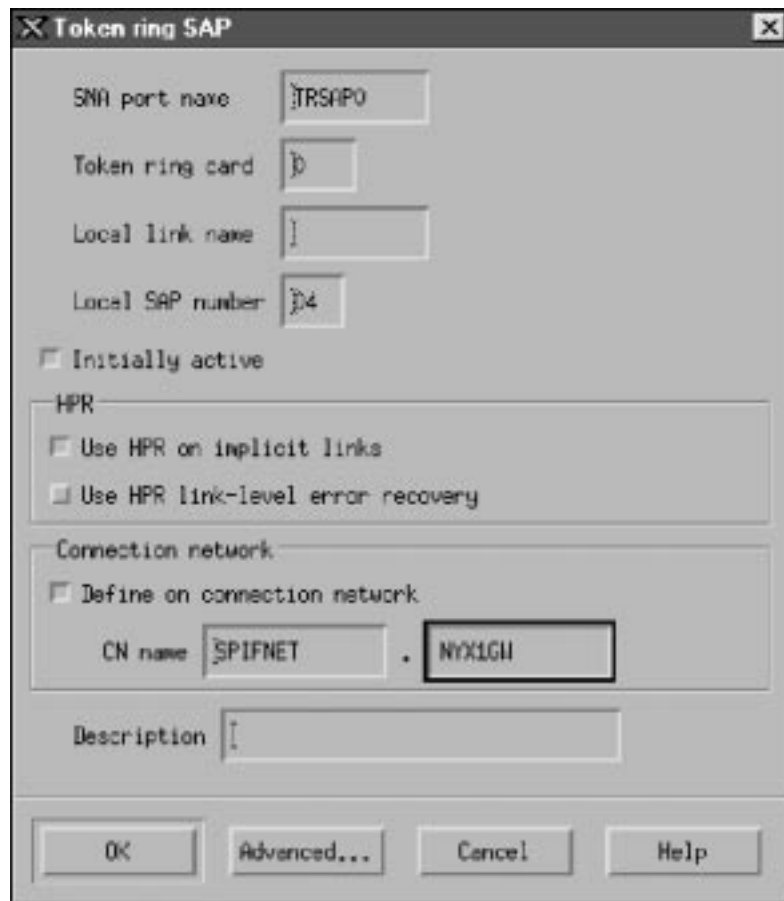 Token ring SAP
SNA port name TRSAP0
Token ring card 0
Local link name
Local SAP number 04
Initially active
HPR
Use HPR on implicit links
Use HPR link-level error recovery
Connection network
Define on connection network
CN name SPIFNET . NYX1GW
Description
OK Advanced... Cancel Help